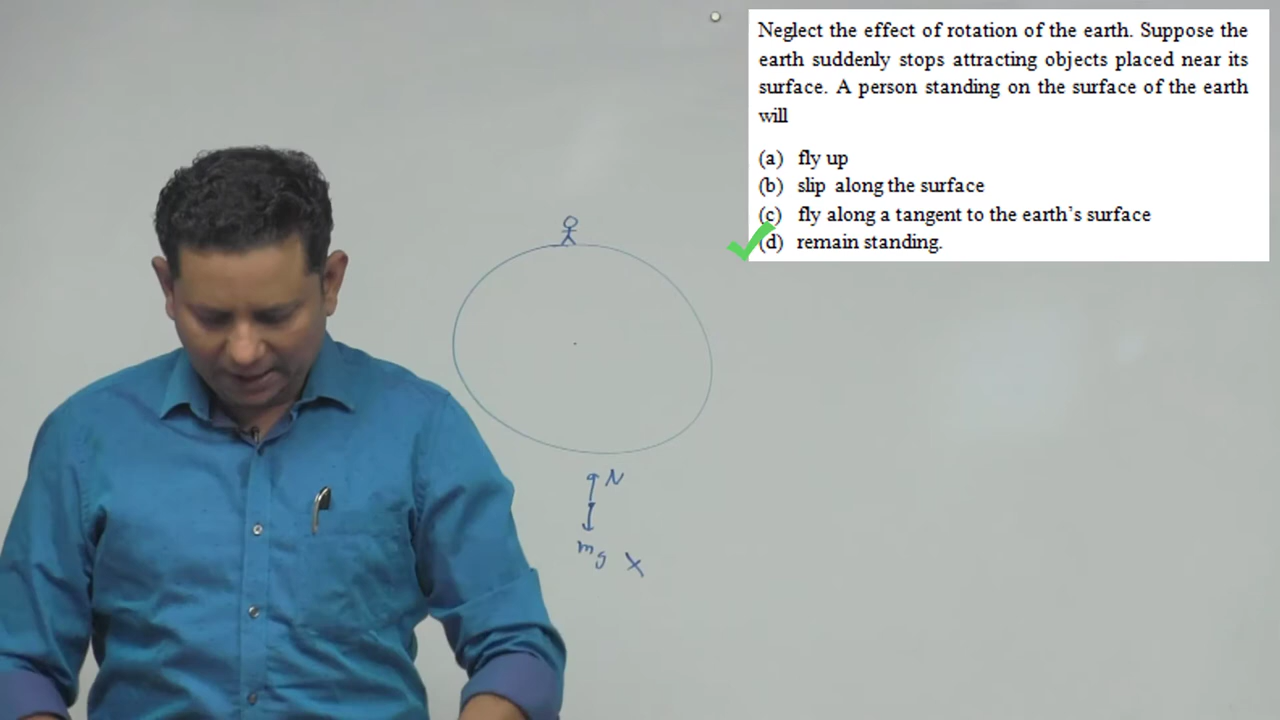 Neglect the effect of rotation of the earth. Suppose the
earth suddenly stops attracting objects placed near its
surface. A person standing on the surface of the earth
will
(a) fly up
(b) slip along the surface
(c) fly along a tangent to the earth's surface
(d) remain standing.
N
mg X